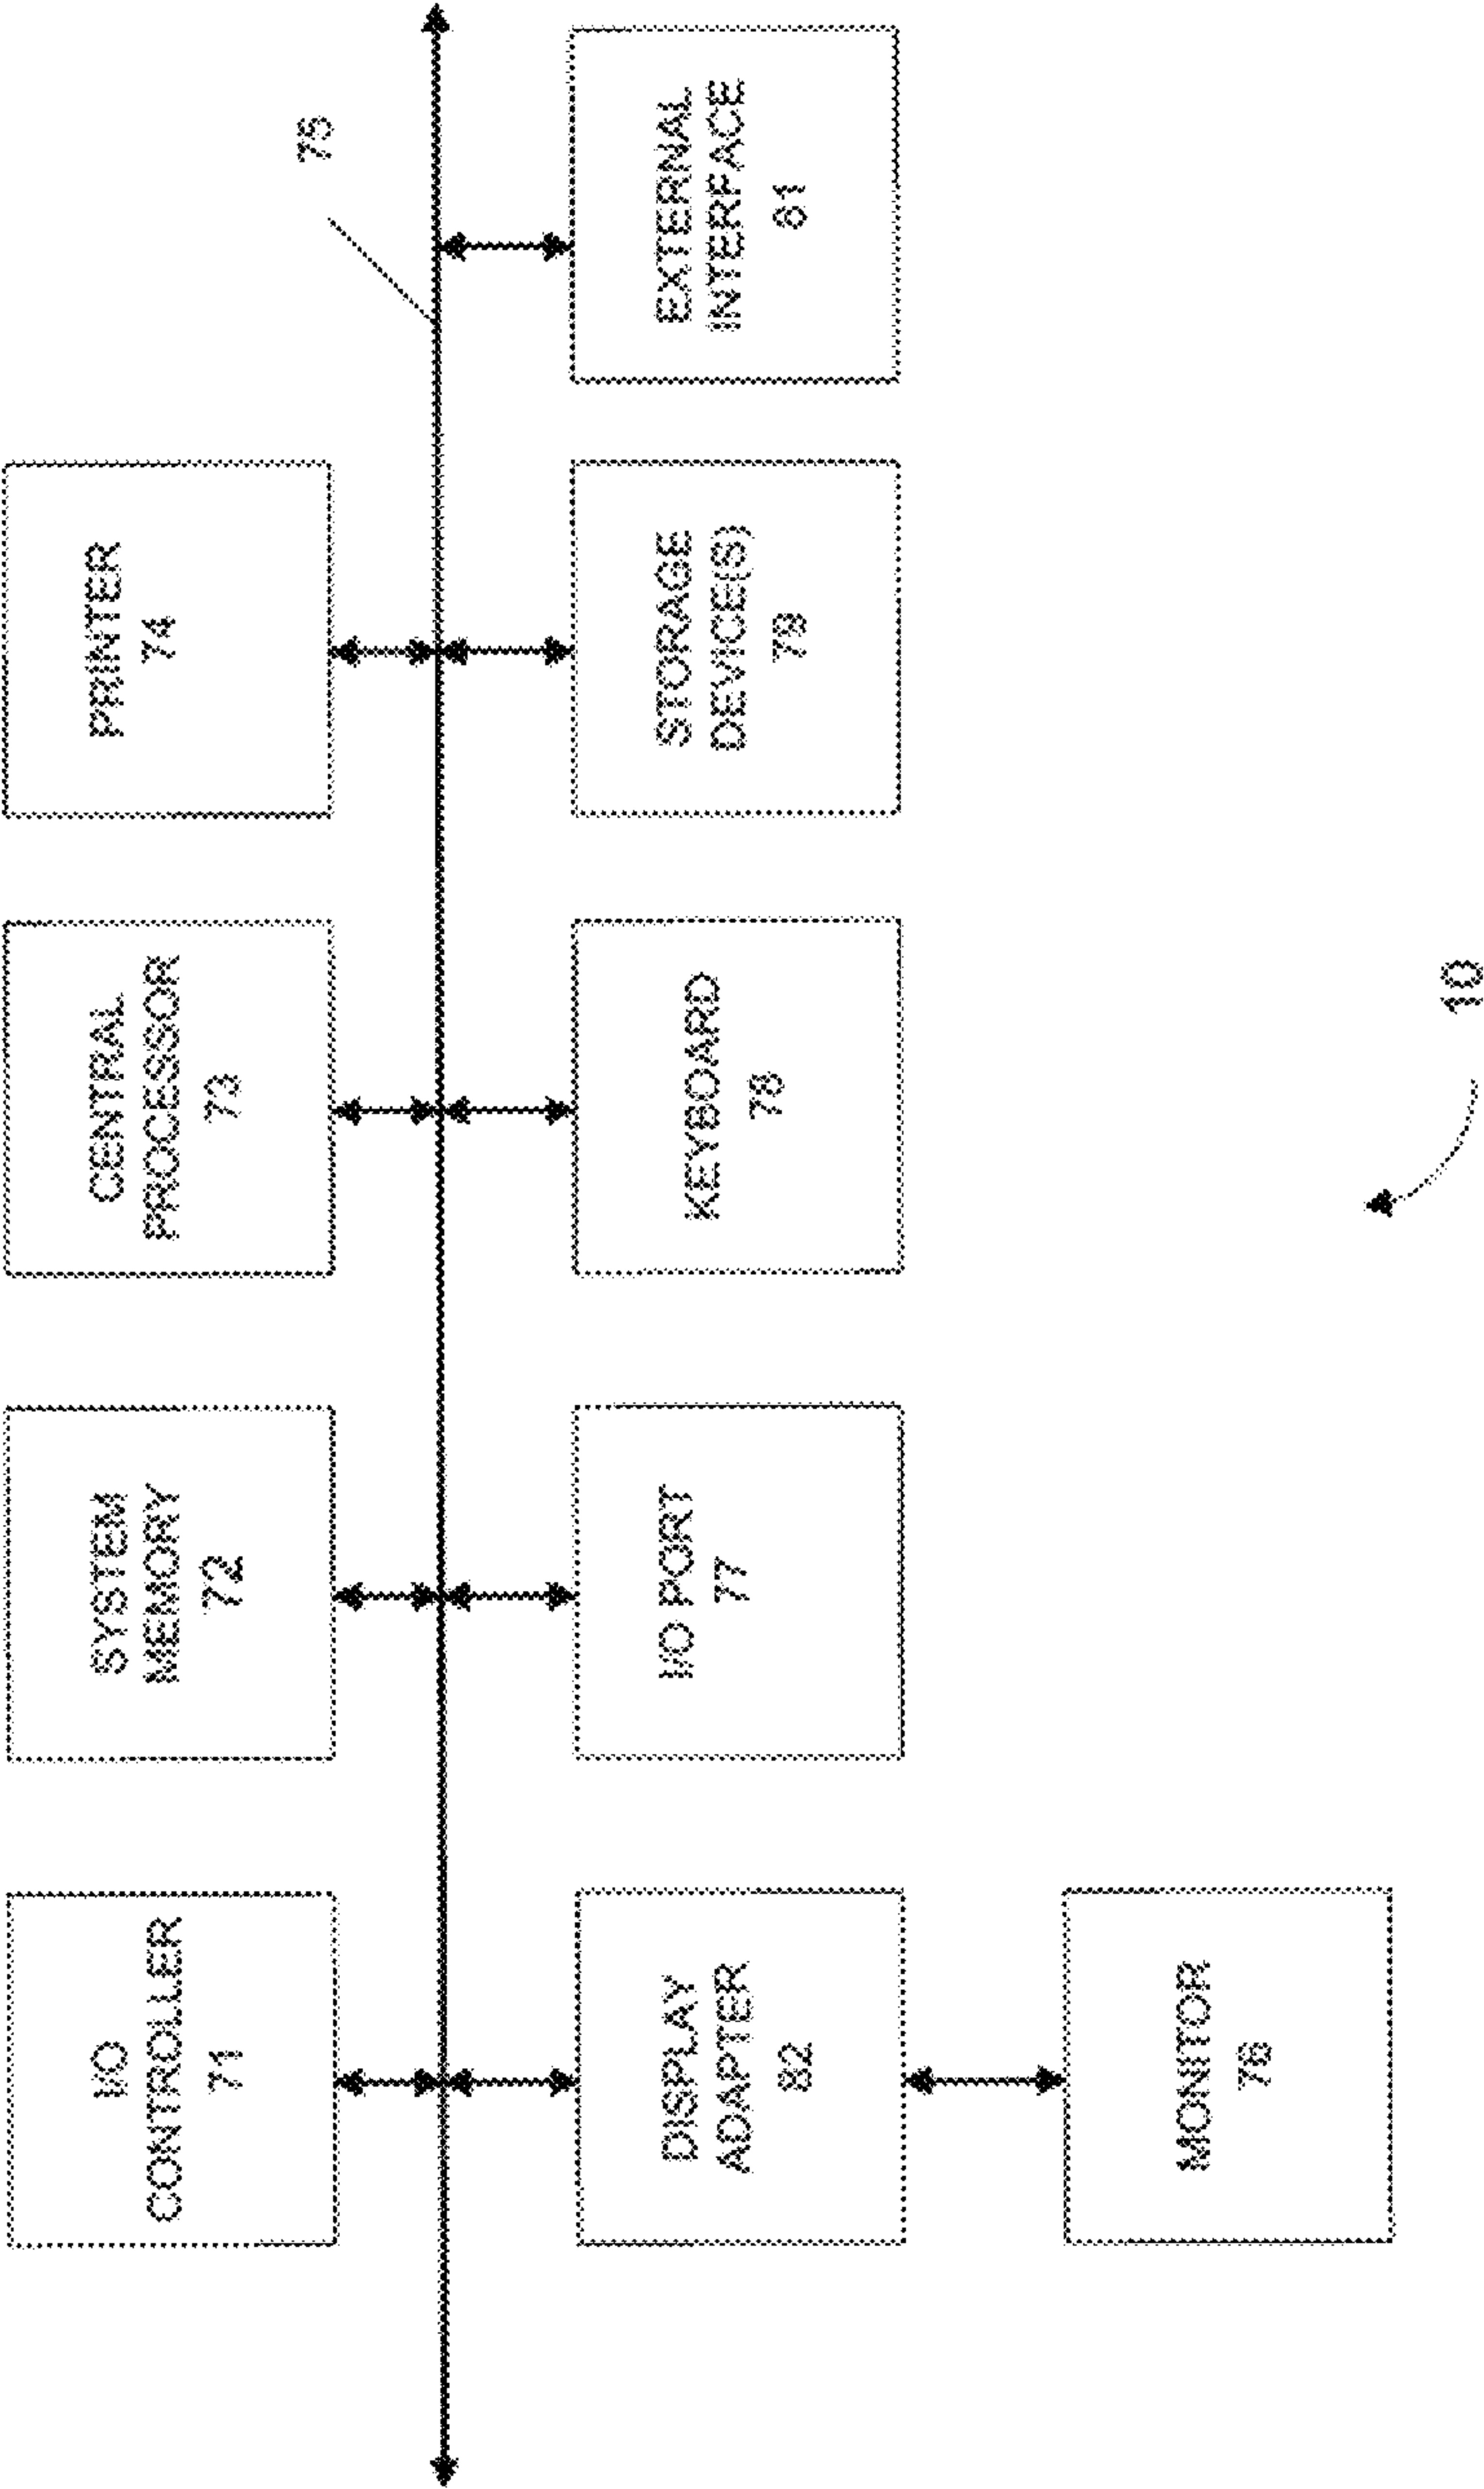 I/O
CONTROLLER
71
SYSTEM
MEMORY
72
CENTRAL
PROCESSOR
73
PRINTER
74
75
DISPLAY
ADAPTER
82
I/O PORT
77
KEYBOARD
78
STORAGE
DEVICE(S)
79
EXTERNAL
INTERFACE
81
MONITOR
76
10